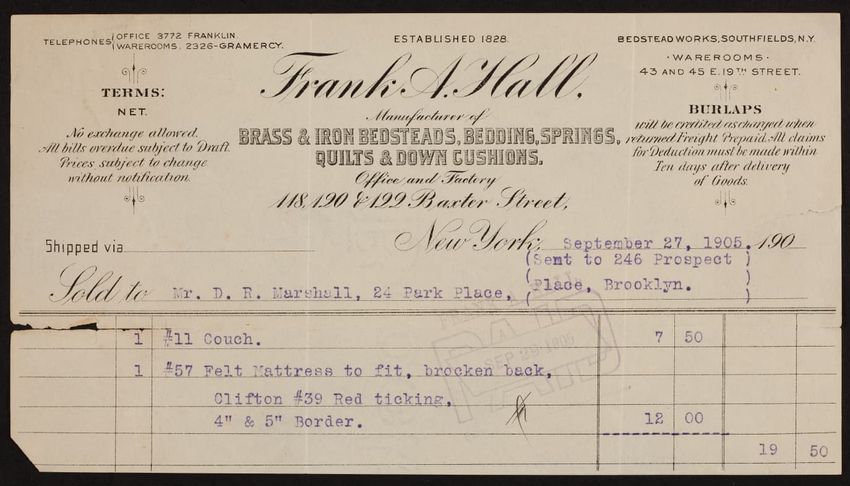 TELEPHONES { OFFICE 3772 FRANKLIN.
WAREROOMS. 2326-GRAMERCY.
TERMS:
NET.
No exchange allowed.
All bills overdue subject to Draft.
Prices subject to change
without notification.
ESTABLISHED 1828.
Frank A. Hall,
Manufacturer of
BRASS & IRON BEDSTEADS, BEDDING, SPRINGS,
QUILTS & DOWN CUSHIONS.
Office and Factory
118, 120 & 122 Baxter Street,
BEDSTEAD WORKS, SOUTHFIELDS, N.Y.
· WAREROOMS ·
43 AND 45 E. 19TH STREET.
BURLAPS
will be credited as charged when
returned Freight Prepaid. All claims
for Deduction must be made within
Ten days after delivery
of Goods.
Shipped via
New York, September 27, 1905. 190
(Sent to 246 Prospect )
Sold to Mr. D. R. Marshall, 24 Park Place, (Place, Brooklyn. )
FRANK A. HALL
PAID
SEP 29 1905
1 #11 Couch. 7 50
1 #57 Felt Mattress to fit, brocken back,
Clifton #39 Red ticking,
4" & 5" Border. 12 00
19 50